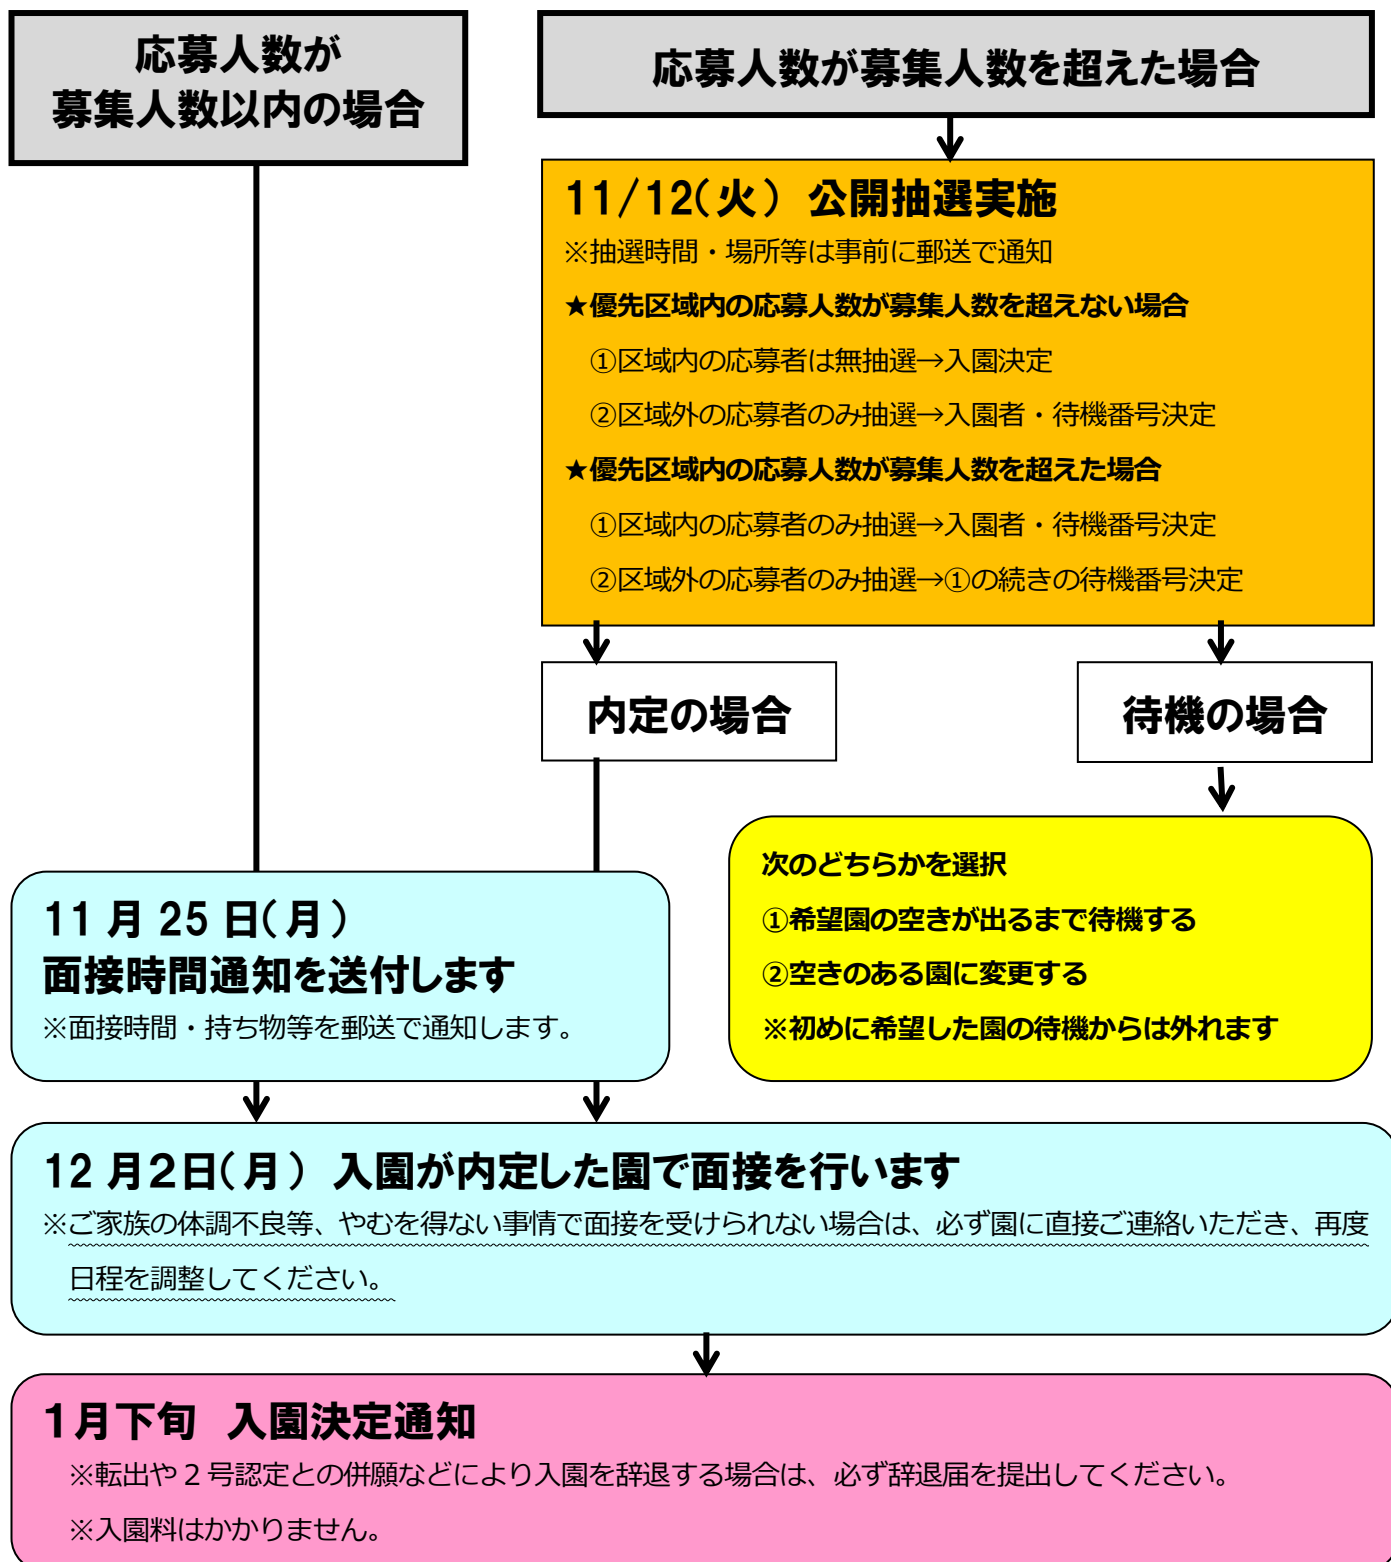 応募人数が
募集人数以内の場合
応募人数が募集人数を超えた場合
11/12(火) 公開抽選実施
※抽選時間・場所等は事前に郵送で通知
★優先区域内の応募人数が募集人数を超えない場合
①区域内の応募者は無抽選→入園決定
②区域外の応募者のみ抽選→入園者・待機番号決定
★優先区域内の応募人数が募集人数を超えた場合
①区域内の応募者のみ抽選→入園者・待機番号決定
②区域外の応募者のみ抽選→①の続きの待機番号決定
内定の場合
待機の場合
次のどちらかを選択
①希望園の空きが出るまで待機する
②空きのある園に変更する
※初めに希望した園の待機からは外れます
11 月 25 日(月)
面接時間通知を送付します
※面接時間・持ち物等を郵送で通知します。
12 月2日(月) 入園が内定した園で面接を行います
※ご家族の体調不良等、やむを得ない事情で面接を受けられない場合は、必ず園に直接ご連絡いただき、再度
日程を調整してください。
1月下旬 入園決定通知
※転出や 2 号認定との併願などにより入園を辞退する場合は、必ず辞退届を提出してください。
※入園料はかかりません。